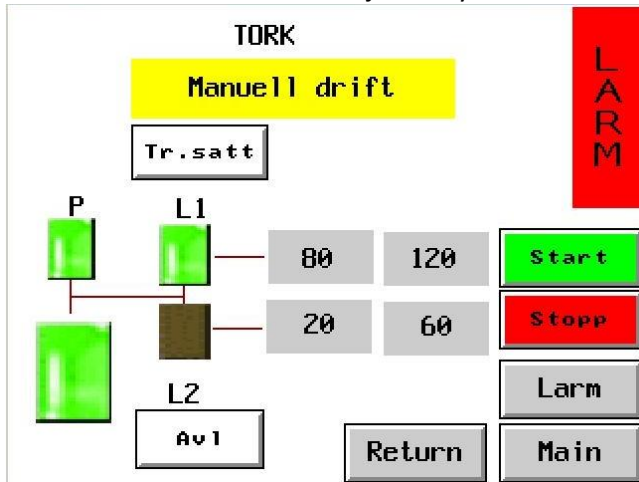 TORK
Manuell drift
LARM
Tr.satt
P
L1
80
120
Start
20
60
Stopp
L2
Larm
Avl
Return
Main